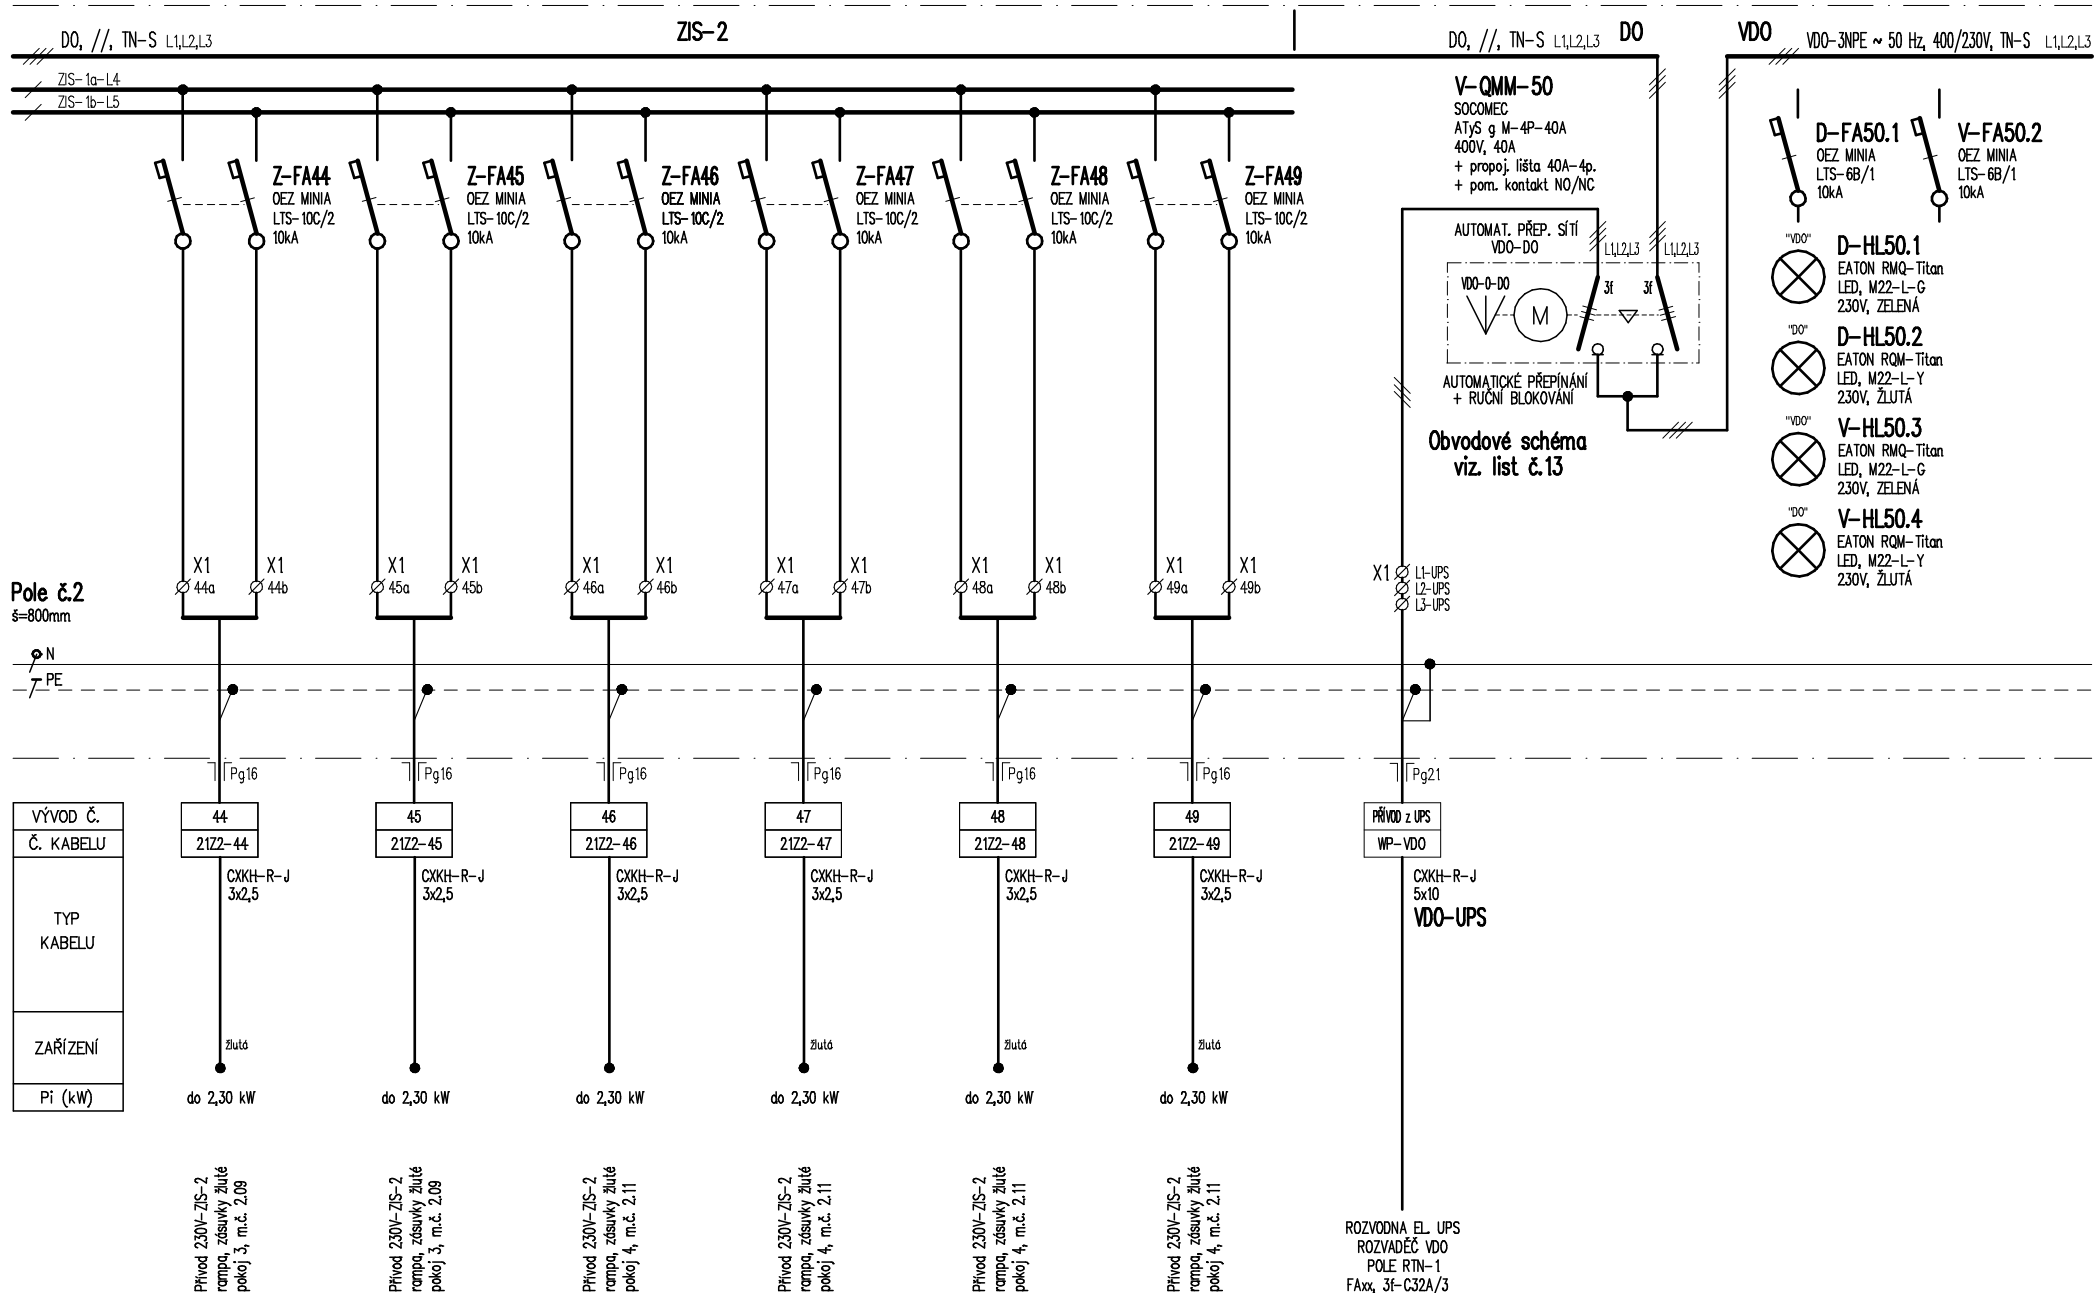 DO, //, TN-S L1,L2,L3
ZIS-2
DO, //, TN-S L1,L2,L3
DO
VDO
VDO-3NPE ~ 50 Hz, 400/230V, TN-S L1,L2,L3
ZIS-1a-L4
ZIS-1b-L5
Z-FA44
OEZ MINIA
LTS-10C/2
10kA
Z-FA45
OEZ MINIA
LTS-10C/2
10kA
Z-FA46
OEZ MINIA
LTS-10C/2
10kA
Z-FA47
OEZ MINIA
LTS-10C/2
10kA
Z-FA48
OEZ MINIA
LTS-10C/2
10kA
Z-FA49
OEZ MINIA
LTS-10C/2
10kA
V-QMM-50
SOCOMEC
ATyS g M-4P-40A
400V, 40A
+ propoj. lišta 40A-4p.
+ pom. kontakt NO/NC
AUTOMAT. PŘEP. SÍTÍ
VDO-DO
L1,L2,L3
L1,L2,L3
VDO-0-DO
M
3f
3f
AUTOMATICKÉ PŘEPÍNÁNÍ
+ RUČNÍ BLOKOVÁNÍ
Obvodové schéma
viz. list č.13
D-FA50.1
OEZ MINIA
LTS-6B/1
10kA
V-FA50.2
OEZ MINIA
LTS-6B/1
10kA
"VDO"
D-HL50.1
EATON RMQ-Titan
LED, M22-L-G
230V, ZELENÁ
"DO"
D-HL50.2
EATON RQM-Titan
LED, M22-L-Y
230V, ŽLUTÁ
"VDO"
V-HL50.3
EATON RMQ-Titan
LED, M22-L-G
230V, ZELENÁ
"DO"
V-HL50.4
EATON RQM-Titan
LED, M22-L-Y
230V, ŽLUTÁ
X1
44a
X1
44b
X1
45a
X1
45b
X1
46a
X1
46b
X1
47a
X1
47b
X1
48a
X1
48b
X1
49a
X1
49b
X1
L1-UPS
L2-UPS
L3-UPS
Pole č.2
š=800mm
N
PE
Pg16
Pg16
Pg16
Pg16
Pg16
Pg16
Pg21
VÝVOD Č.
44
45
46
47
48
49
PŘÍVOD z UPS
Č. KABELU
21Z2-44
21Z2-45
21Z2-46
21Z2-47
21Z2-48
21Z2-49
WP-VDO
TYP
KABELU
CXKH-R-J
3x2,5
CXKH-R-J
3x2,5
CXKH-R-J
3x2,5
CXKH-R-J
3x2,5
CXKH-R-J
3x2,5
CXKH-R-J
3x2,5
CXKH-R-J
5x10
VDO-UPS
ZAŘÍZENÍ
žlutá
žlutá
žlutá
žlutá
Pi (kW)
do 2,30 kW
do 2,30 kW
do 2,30 kW
do 2,30 kW
do 2,30 kW
do 2,30 kW
Přívod 230V-ZIS-2
rampa, zásuvky žluté
pokoj 3, m.č. 2.09
Přívod 230V-ZIS-2
rampa, zásuvky žluté
pokoj 3, m.č. 2.09
Přívod 230V-ZIS-2
rampa, zásuvky žluté
pokoj 4, m.č. 2.11
Přívod 230V-ZIS-2
rampa, zásuvky žluté
pokoj 4, m.č. 2.11
Přívod 230V-ZIS-2
rampa, zásuvky žluté
pokoj 4, m.č. 2.11
Přívod 230V-ZIS-2
rampa, zásuvky žluté
pokoj 4, m.č. 2.11
ROZVODNA EL. UPS
ROZVADĚČ VDO
POLE RTN-1
FAxx, 3f-C32A/3